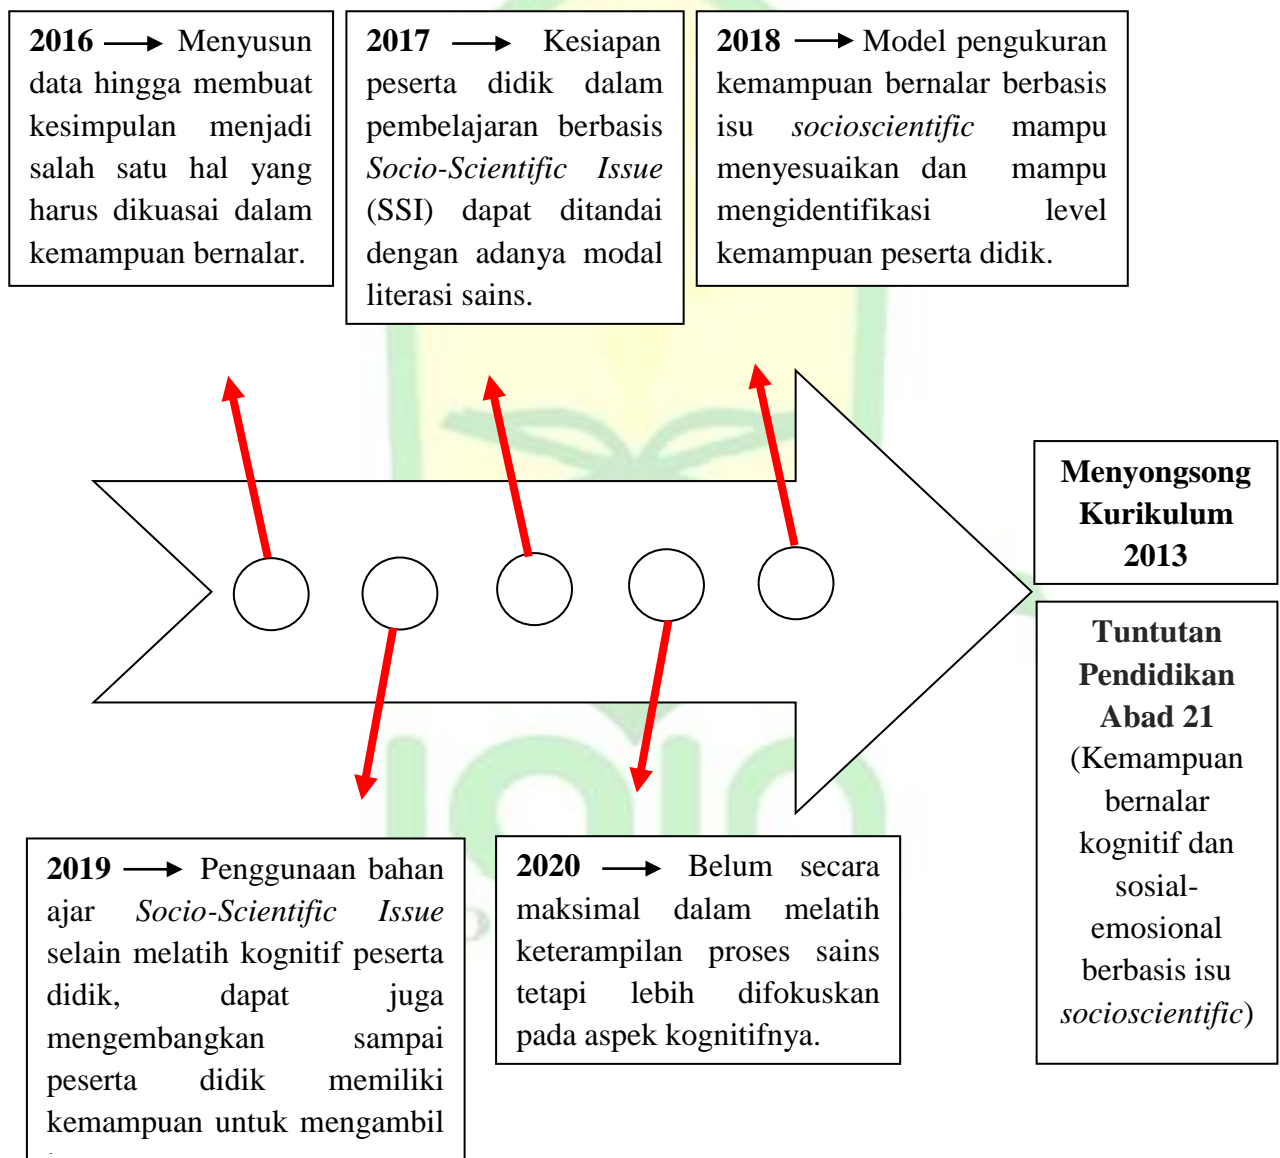 2016 → Menyusun
data hingga membuat
kesimpulan menjadi
salah satu hal yang
harus dikuasai dalam
kemampuan bernalar.
2017 → Kesiapan
peserta didik dalam
pembelajaran berbasis
Socio-Scientific Issue
(SSI) dapat ditandai
dengan adanya modal
literasi sains.
2018 → Model pengukuran
kemampuan bernalar berbasis
isu socioscientific mampu
menyesuaikan dan mampu
mengidentifikasi level
kemampuan peserta didik.
Menyongsong
Kurikulum
2013
Tuntutan
Pendidikan
Abad 21
(Kemampuan
bernalar
kognitif dan
sosial-
emosional
berbasis isu
socioscientific)
2019 → Penggunaan bahan
ajar Socio-Scientific Issue
selain melatih kognitif peserta
didik, dapat juga
mengembangkan sampai
peserta didik memiliki
kemampuan untuk mengambil
2020 → Belum secara
maksimal dalam melatih
keterampilan proses sains
tetapi lebih difokuskan
pada aspek kognitifnya.
iain